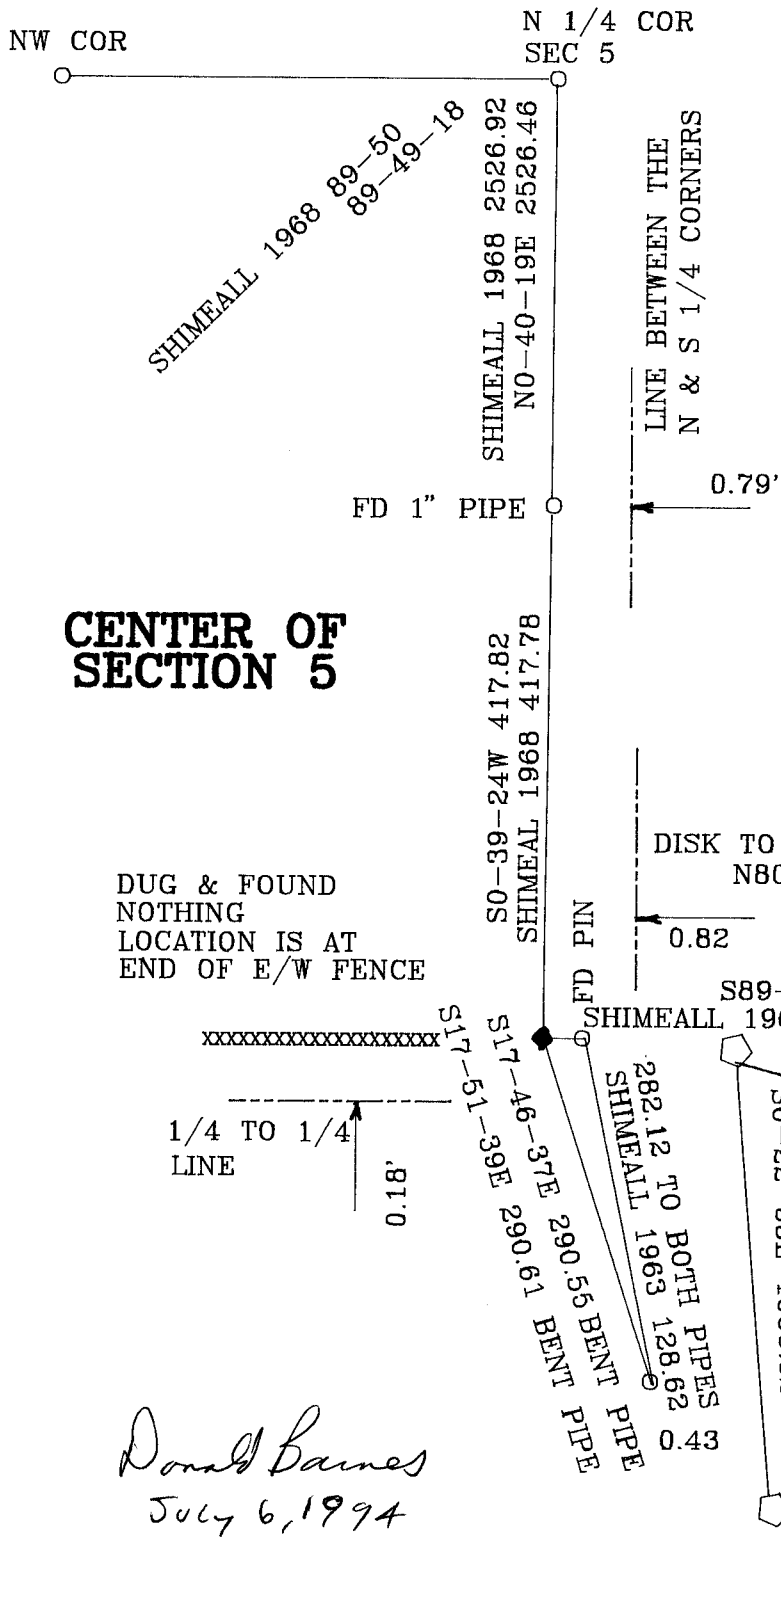 NW COR
N 1/4 COR
SEC 5
SHIMEALL 1968 89-50
89-49-18
SHIMEALL 1968 2526.92
N0-40-19E 2526.46
LINE BETWEEN THE
N & S 1/4 CORNERS
0.79'
FD 1" PIPE
CENTER OF
SECTION 5
S0-39-24W 417.82
SHIMEAL 1968 417.78
DISK TO
N80
0.82
DUG & FOUND
NOTHING
LOCATION IS AT
END OF E/W FENCE
FD PIN
S89-
SHIMEALL 196
XXXXXXXXXXXXXXXXXXXX
1/4 TO 1/4
LINE
0.18'
S17-51-39E 290.61 BENT PIPE
S17-46-37E 290.55 BENT PIPE
282.12 TO BOTH PIPES
SHIMEALL 1963 128.62
0.43
Donald Barnes
July 6, 1994